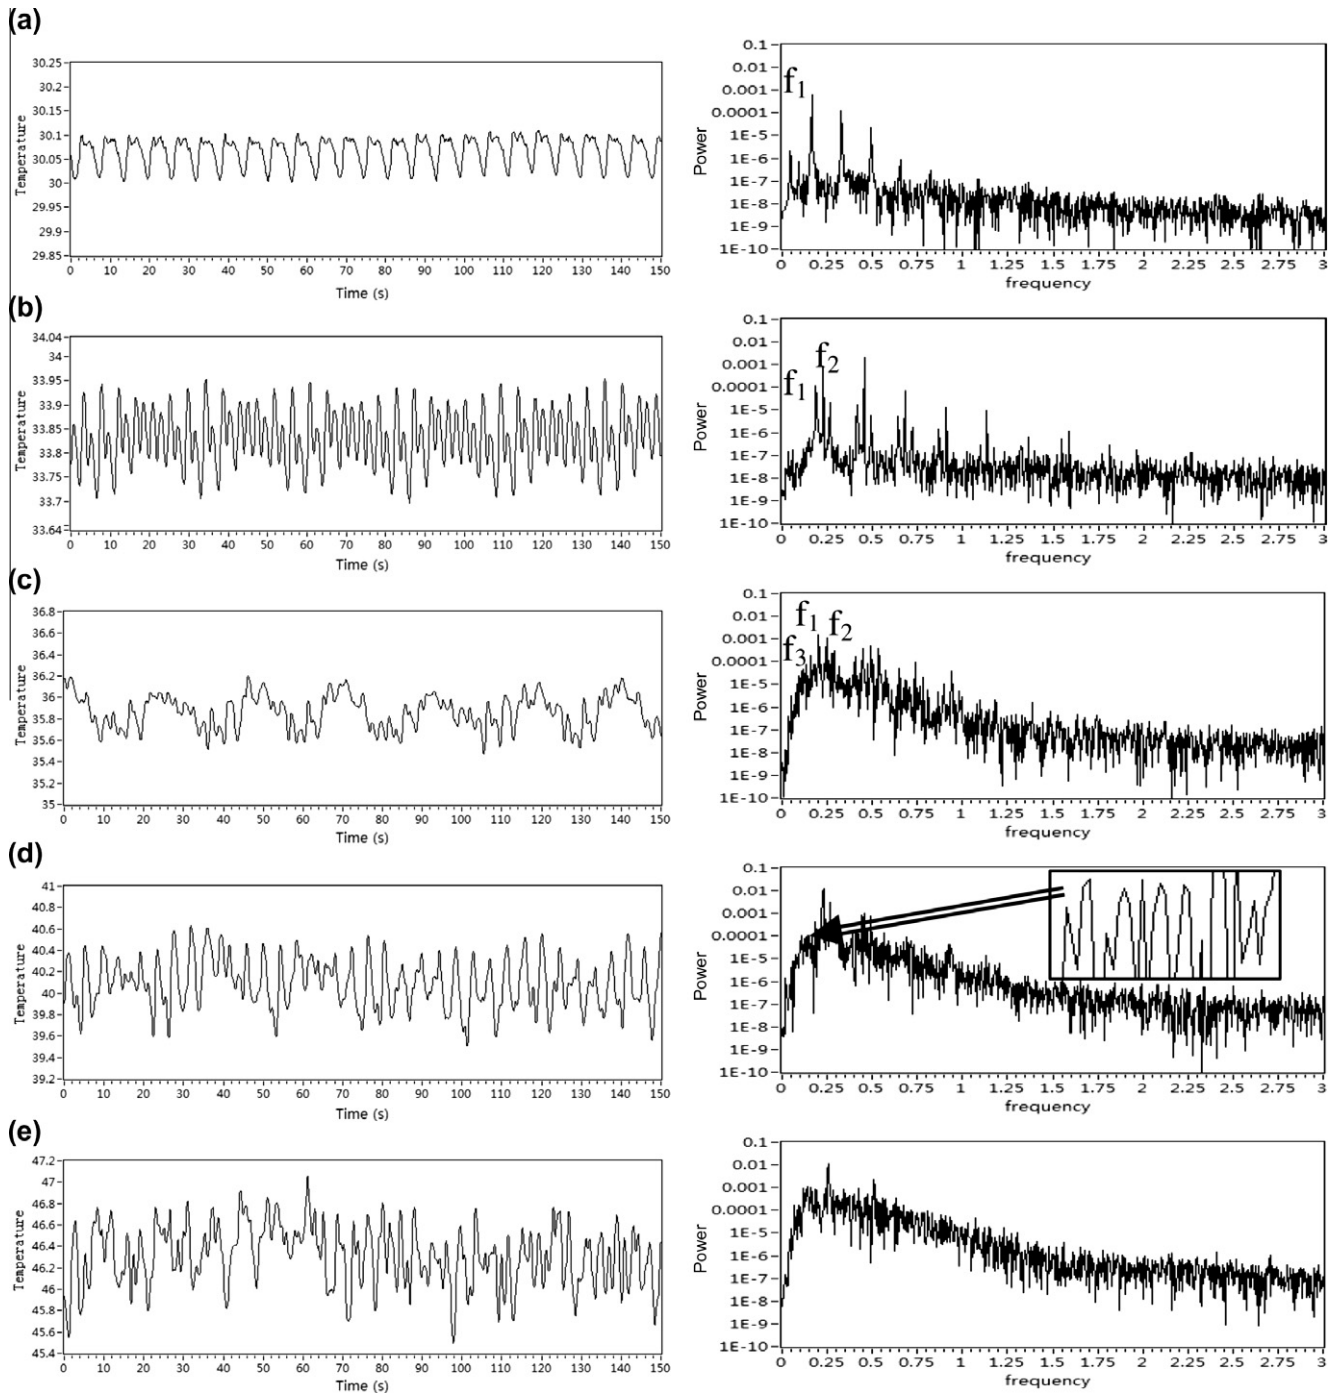 (a)
Temperature
30.25
30.2
30.15
30.1
30.05
30
29.95
29.9
29.85
0 10 20 30 40 50 60 70 80 90 100 110 120 130 140 150
Time (s)
Power
0.1
0.01
0.001
0.0001
1E-5
1E-6
1E-7
1E-8
1E-9
1E-10
f1
0 0.25 0.5 0.75 1 1.25 1.5 1.75 2 2.25 2.5 2.75 3
frequency
(b)
Temperature
34.04
34
33.95
33.9
33.85
33.8
33.75
33.7
33.64
0 10 20 30 40 50 60 70 80 90 100 110 120 130 140 150
Time (s)
Power
0.1
0.01
0.001
0.0001
1E-5
1E-6
1E-7
1E-8
1E-9
1E-10
f1 f2
0 0.25 0.5 0.75 1 1.25 1.5 1.75 2 2.25 2.5 2.75 3
frequency
(c)
Temperature
36.8
36.6
36.4
36.2
36
35.8
35.6
35.4
35.2
35
0 10 20 30 40 50 60 70 80 90 100 110 120 130 140 150
Time (s)
Power
0.1
0.01
0.001
0.0001
1E-5
1E-6
1E-7
1E-8
1E-9
1E-10
f1 f2
f3
0 0.25 0.5 0.75 1 1.25 1.5 1.75 2 2.25 2.5 2.75 3
frequency
(d)
Temperature
41
40.8
40.6
40.4
40.2
40
39.8
39.6
39.4
39.2
0 10 20 30 40 50 60 70 80 90 100 110 120 130 140 150
Time (s)
Power
0.1
0.01
0.001
0.0001
1E-5
1E-6
1E-7
1E-8
1E-9
1E-10
0 0.25 0.5 0.75 1 1.25 1.5 1.75 2 2.25 2.5 2.75 3
frequency
(e)
Temperature
47.2
47
46.8
46.6
46.4
46.2
46
45.8
45.6
45.4
0 10 20 30 40 50 60 70 80 90 100 110 120 130 140 150
Time (s)
Power
0.1
0.01
0.001
0.0001
1E-5
1E-6
1E-7
1E-8
1E-9
1E-10
0 0.25 0.5 0.75 1 1.25 1.5 1.75 2 2.25 2.5 2.75 3
frequency